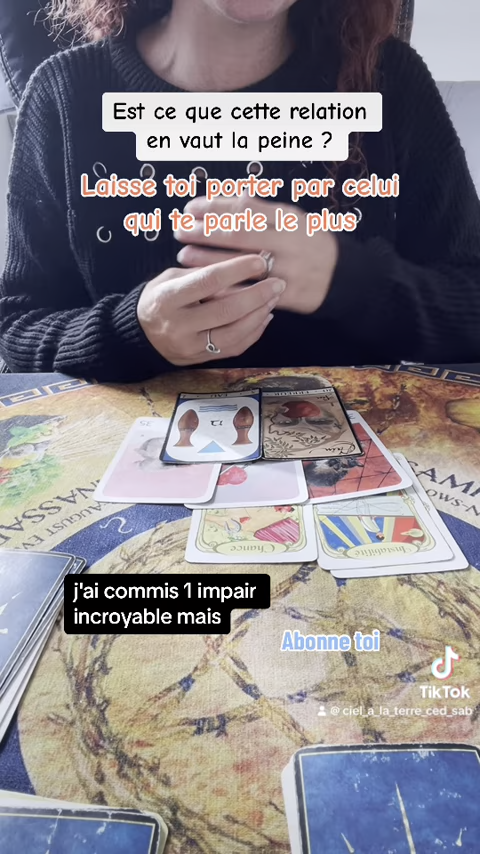 Est ce que cette relation
en vaut la peine ?
Laisse toi porter par celui
qui te parle le plus
Chance
Instabilité
j'ai commis 1 impair
incroyable mais
Abonne toi
TikTok
@ ciel_a_la_terre_ced_sab